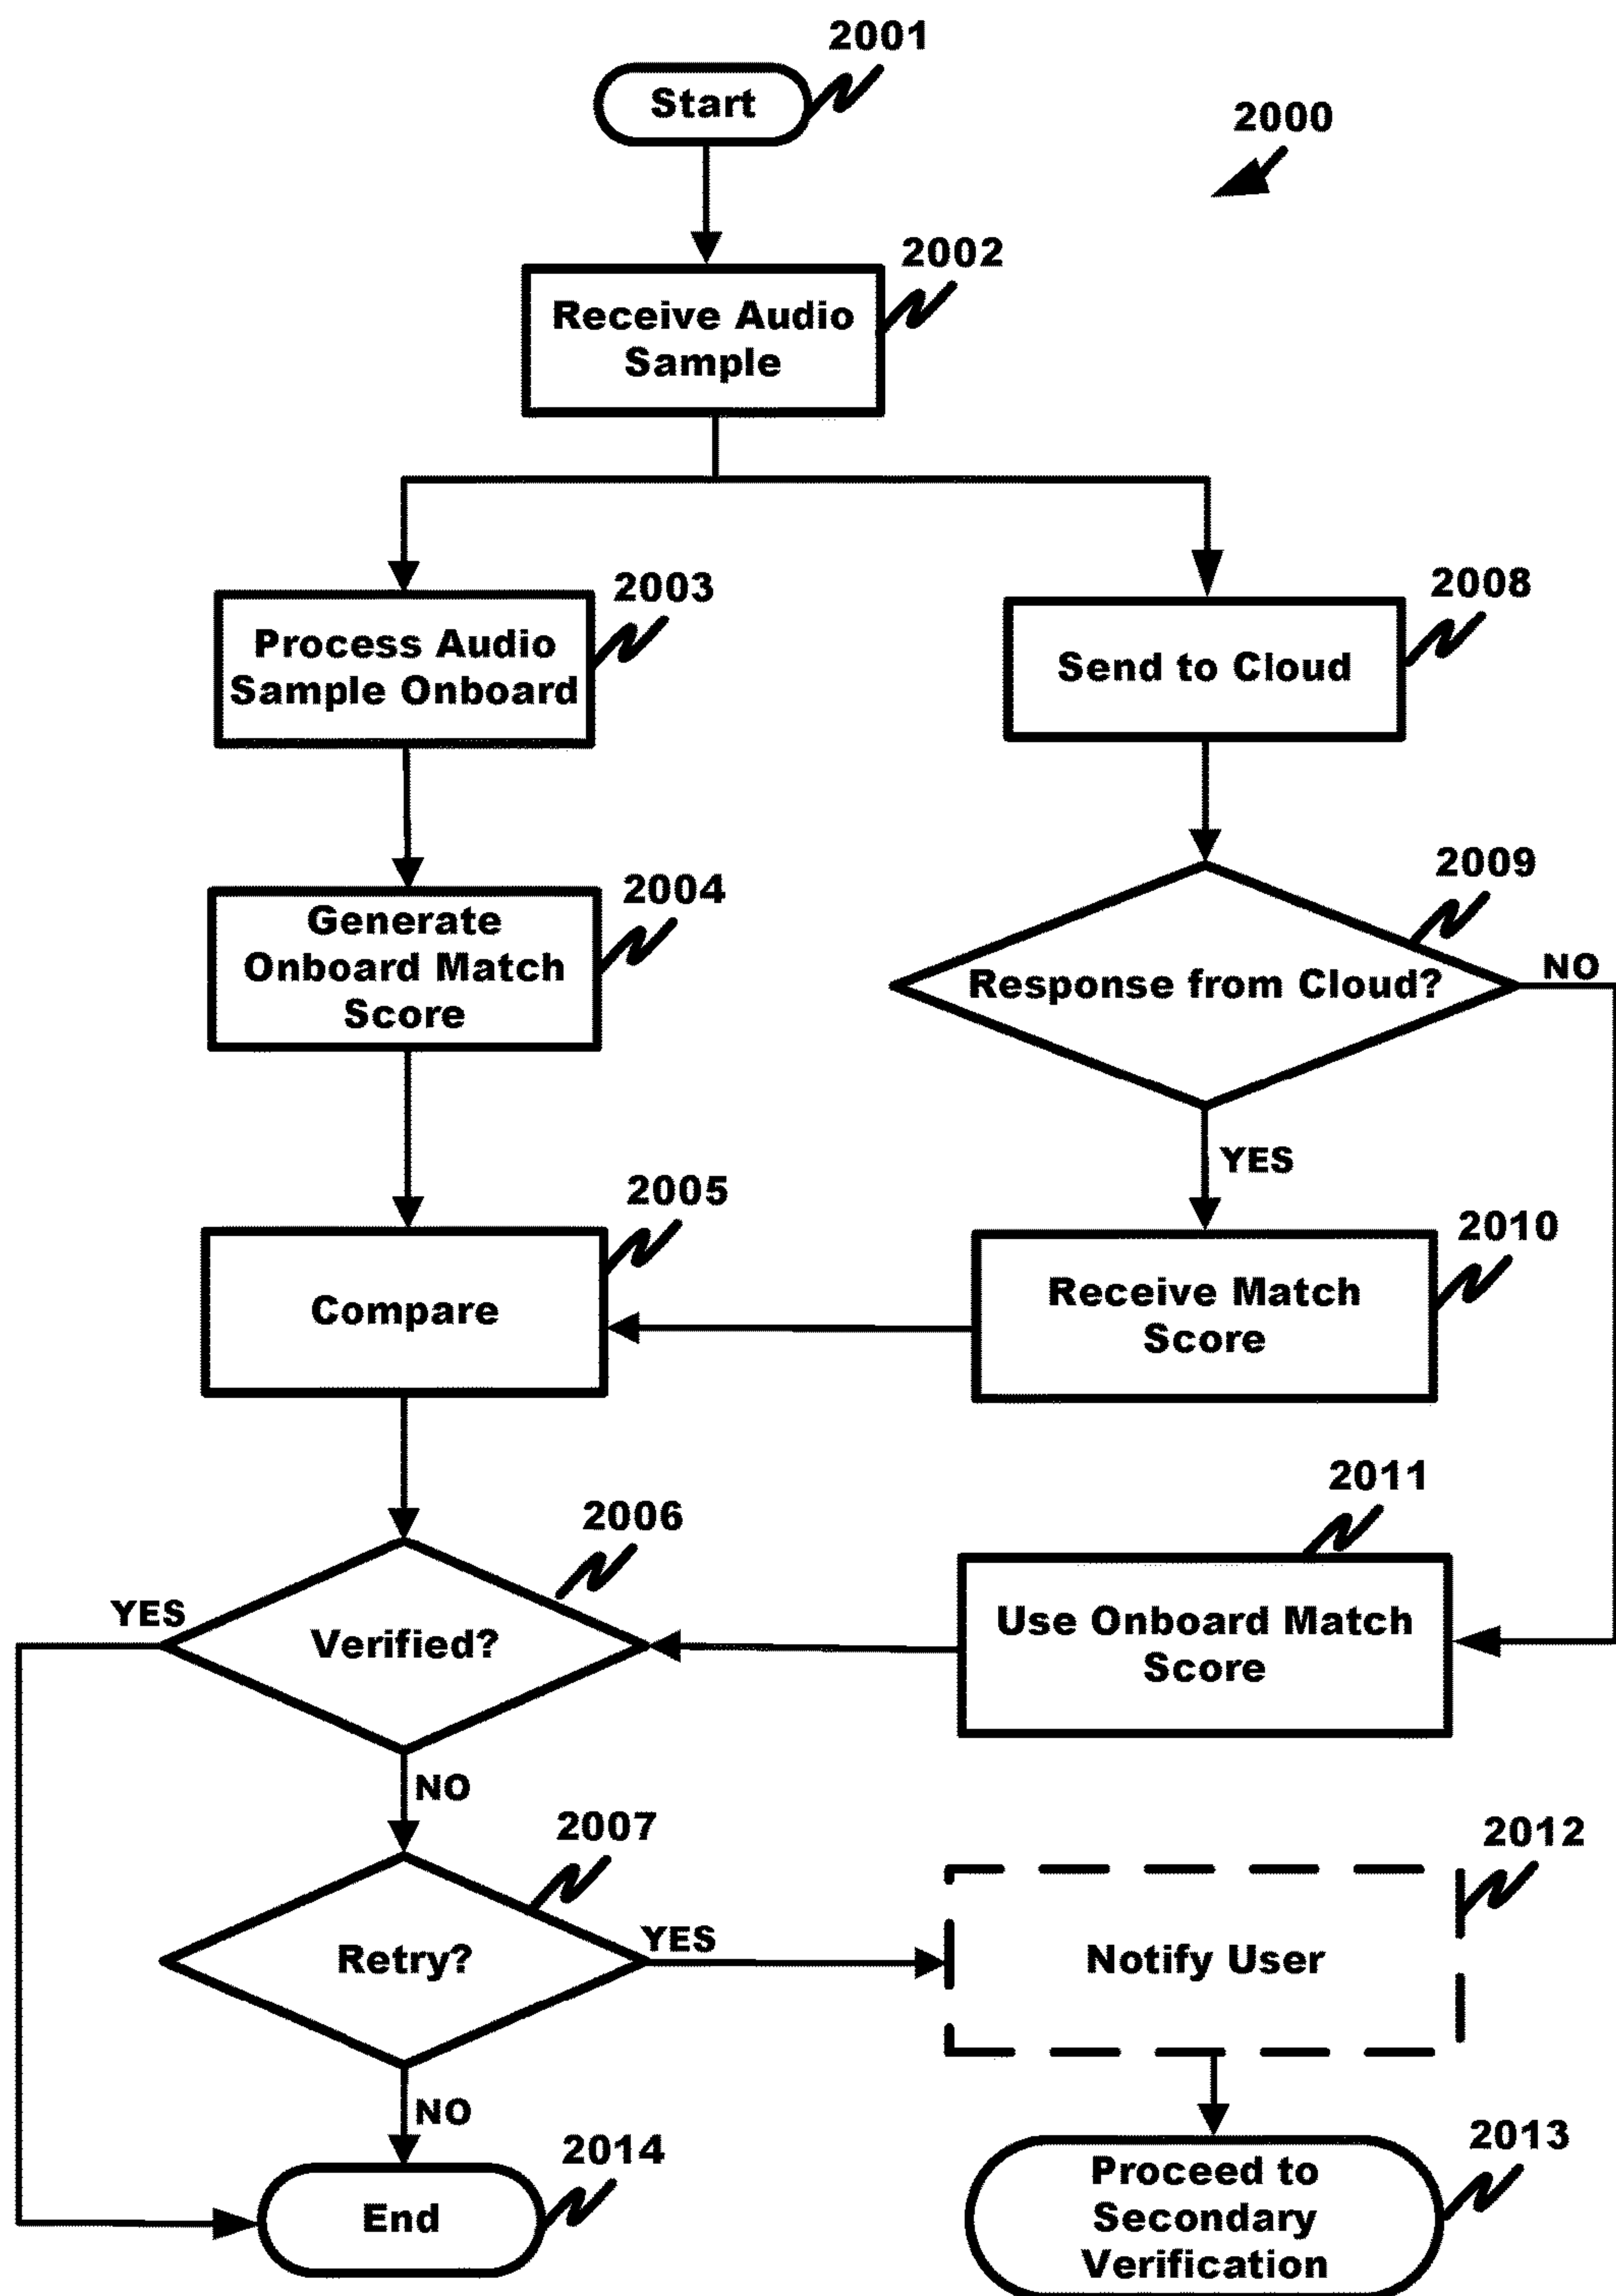 2001
Start
2000
2002
Receive Audio
Sample
2003
Process Audio
Sample Onboard
2008
Send to Cloud
2004
Generate
Onboard Match
Score
2009
Response from Cloud?
NO
YES
2005
Compare
2010
Receive Match
Score
2006
Verified?
YES
NO
2011
Use Onboard Match
Score
2007
Retry?
YES
NO
2012
Notify User
2014
End
2013
Proceed to
Secondary
Verification